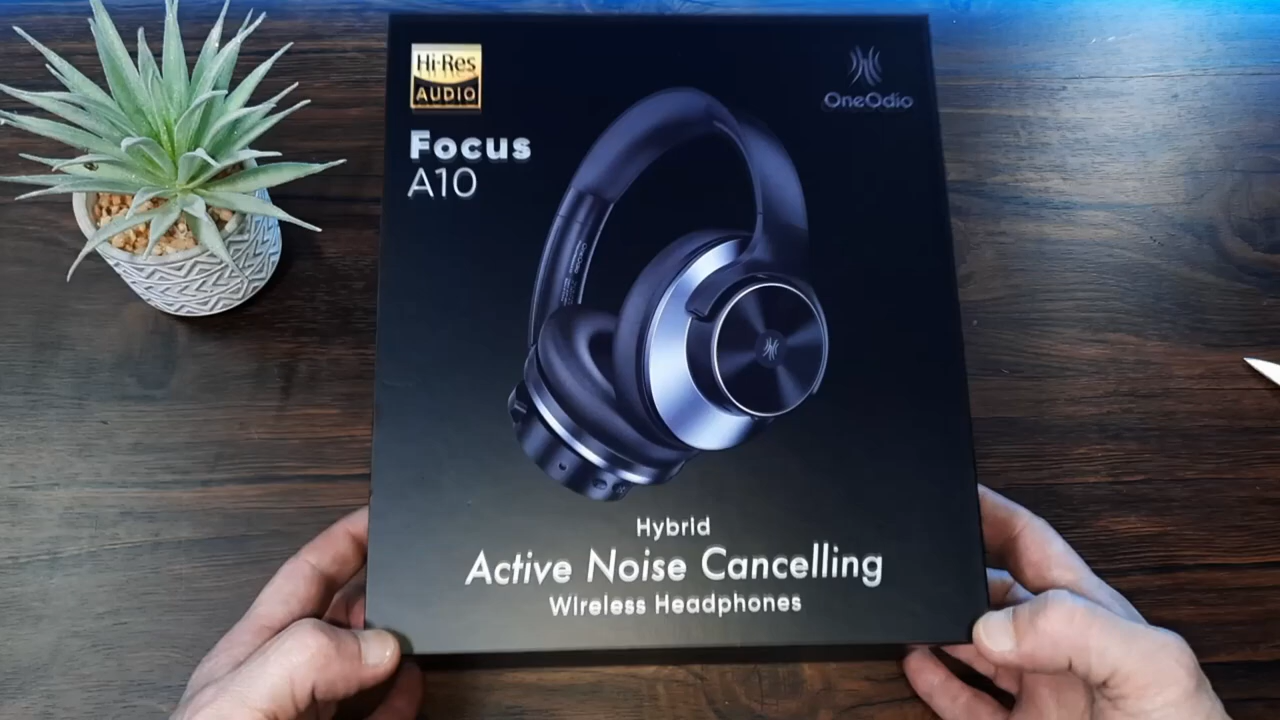 Hi-Res
AUDIO
OneOdio
Focus
A10
Hybrid
Active Noise Cancelling
Wireless Headphones